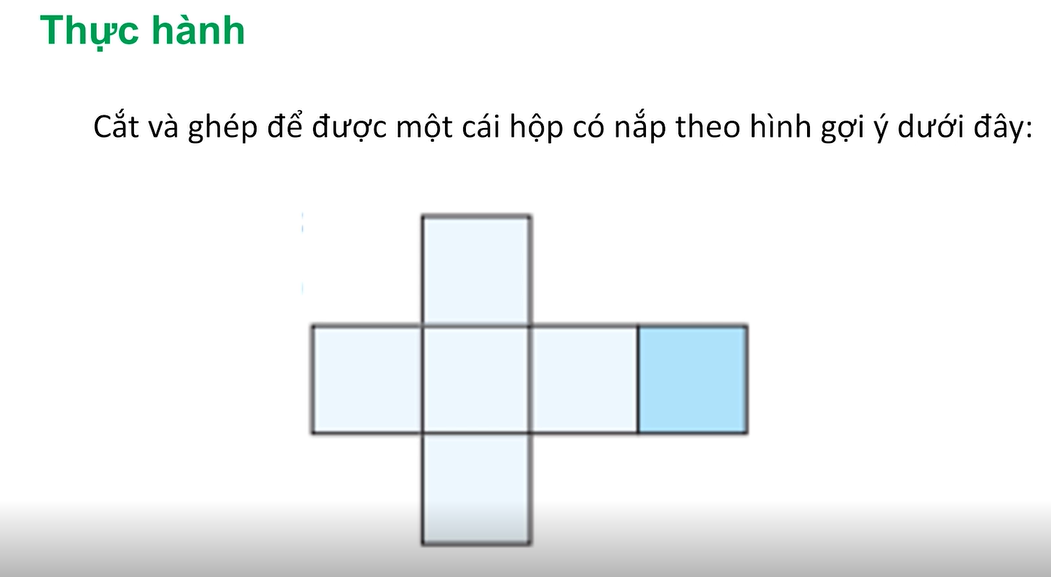 Thực hành
Cắt và ghép để được một cái hộp có nắp theo hình gợi ý dưới đây: